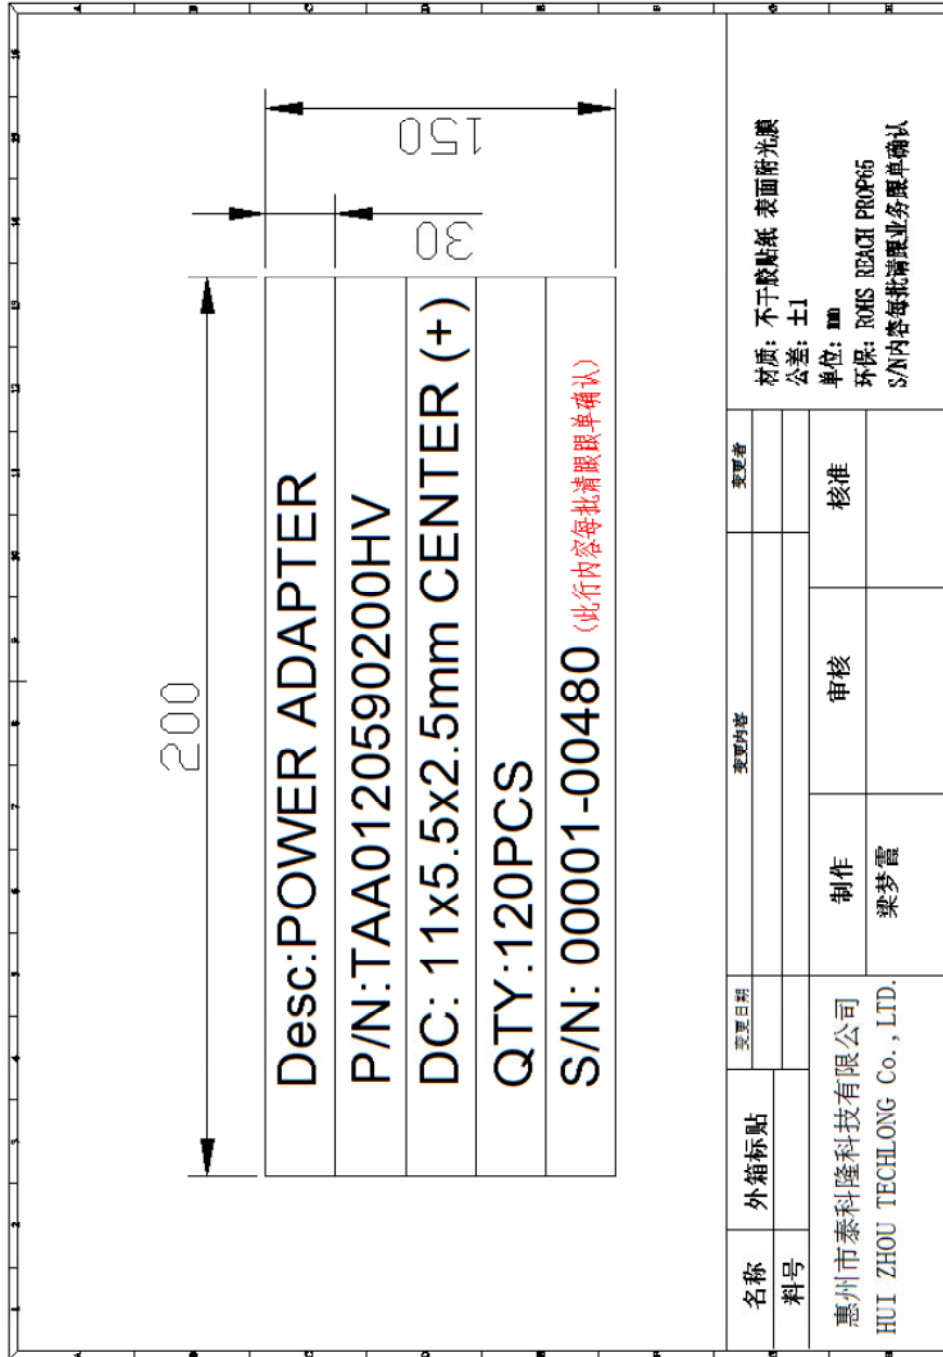 200
150
30
Desc:POWER ADAPTER
P/N:TAA0120590200HV
DC: 11x5.5x2.5mm CENTER (+)
QTY:120PCS
S/N: 00001-00480 (此行内容每批请跟跟单确认)
名称 外箱标贴
料号
变更日期 变更内容 变更者
惠州市泰科隆科技有限公司
HUI ZHOU TECHLONG Co.,LTD.
制作 审核 核准
梁梦霞
材质: 不干胶贴纸 表面附光膜
公差: ±1
单位: mm
环保: ROHS REACH PROP65
S/N内容每批请跟业务跟单确认